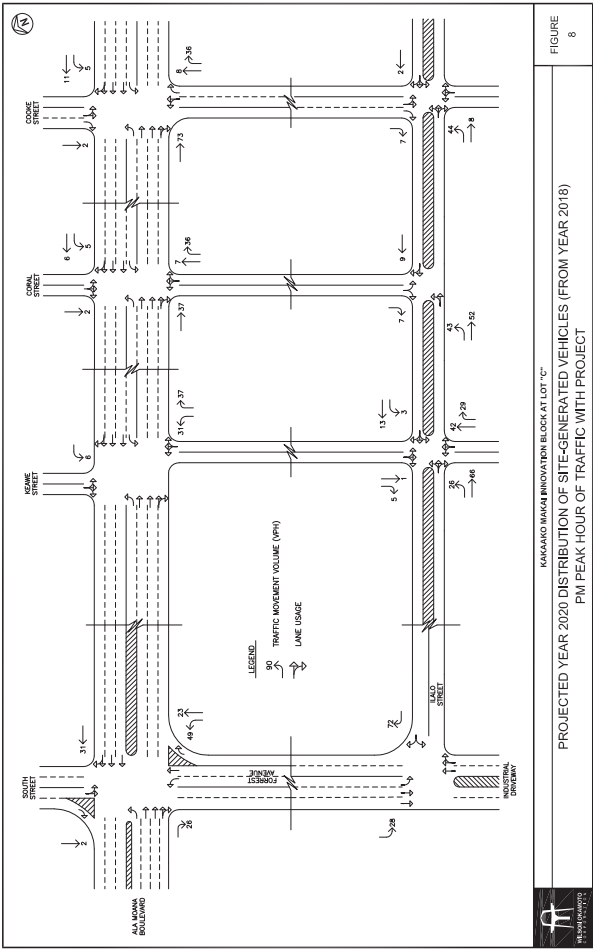 SOUTH
STREET
KEAWE
STREET
CORAL
STREET
COOKE
STREET
N
2
31
6
2
6
5
2
11
5
ALA MOANA
BOULEVARD
26
49
23
31
37
37
7
36
73
8
36
FORREST
AVENUE
LEGEND
90
TRAFFIC MOVEMENT VOLUME (VPH)
LANE USAGE
28
72
5
1
13
3
7
9
7
2
ILALO
STREET
26
66
42
29
43
52
44
8
INDUSTRIAL
DRIVEWAY
WILSON OKAMOTO
CORPORATION
KAKAAKO MAKAI INNOVATION BLOCK AT LOT "C"
PROJECTED YEAR 2020 DISTRIBUTION OF SITE-GENERATED VEHICLES (FROM YEAR 2018)
PM PEAK HOUR OF TRAFFIC WITH PROJECT
FIGURE
8